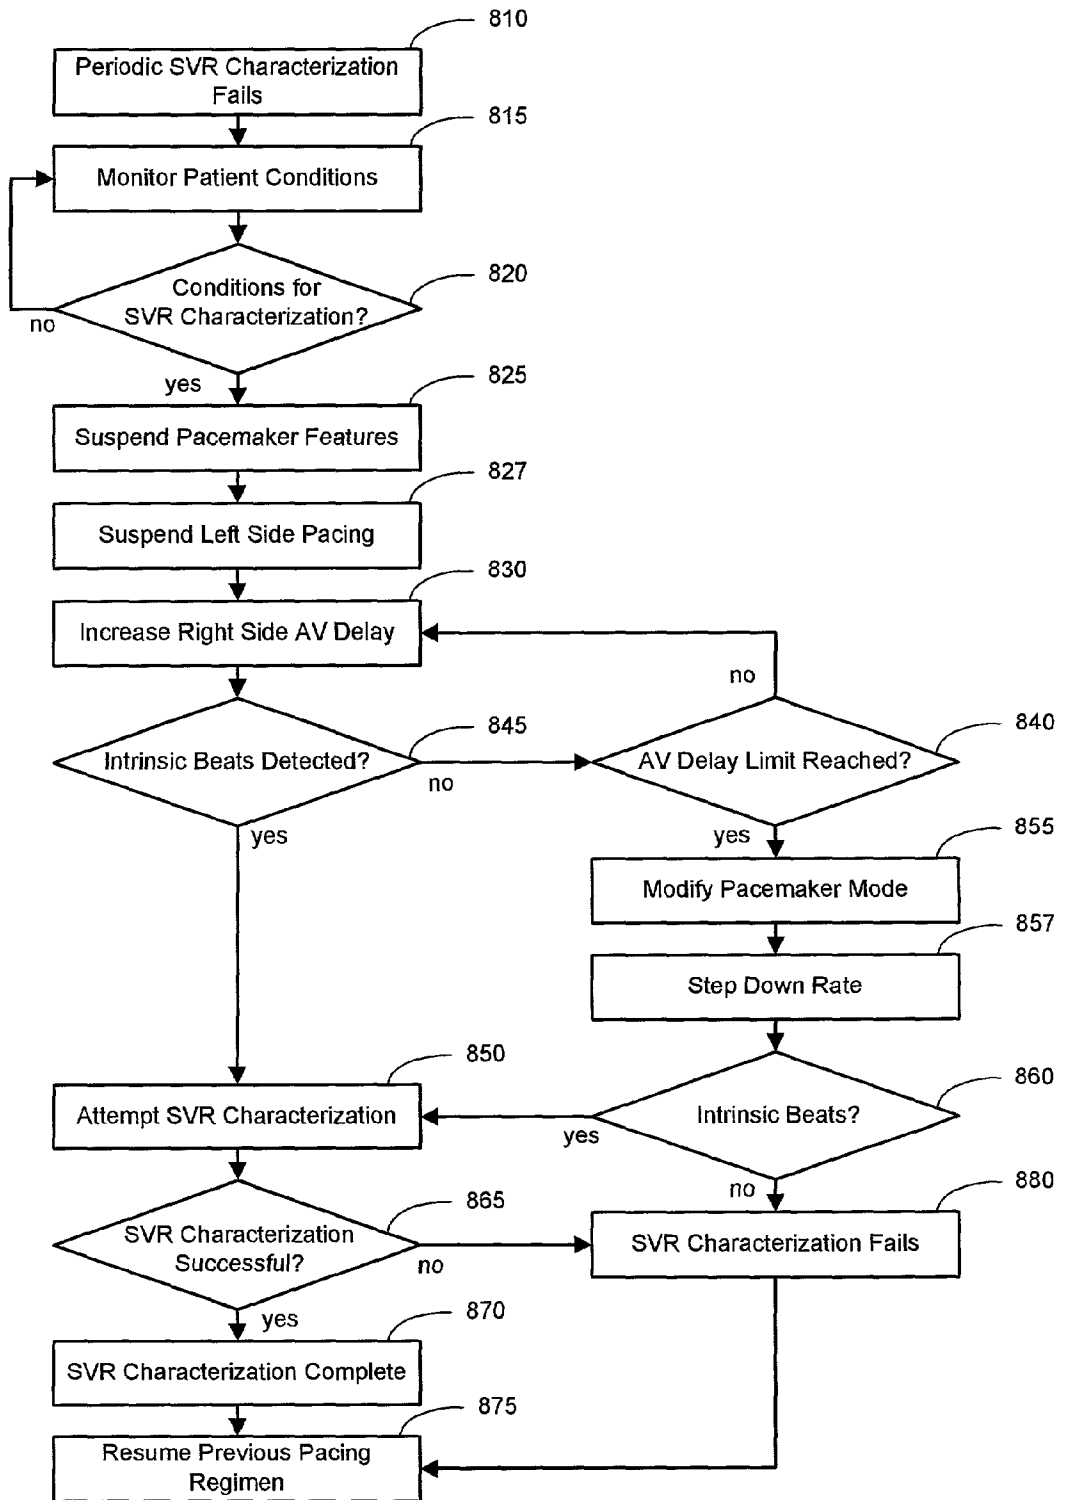 810
Periodic SVR Characterization
Fails
815
Monitor Patient Conditions
820
Conditions for
SVR Characterization?
no
yes
825
Suspend Pacemaker Features
827
Suspend Left Side Pacing
830
Increase Right Side AV Delay
no
845
Intrinsic Beats Detected?
no
840
AV Delay Limit Reached?
yes
yes
855
Modify Pacemaker Mode
857
Step Down Rate
850
Attempt SVR Characterization
860
Intrinsic Beats?
yes
no
865
SVR Characterization
Successful?
no
880
SVR Characterization Fails
yes
870
SVR Characterization Complete
875
Resume Previous Pacing
Regimen